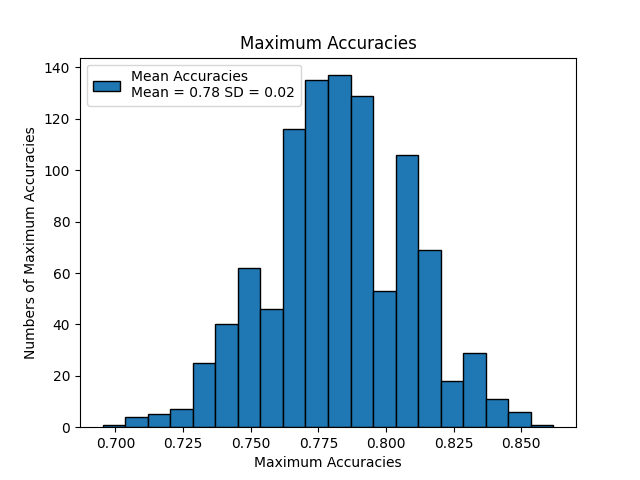 Maximum Accuracies
Mean Accuracies
Mean = 0.78 SD = 0.02
140
120
100
80
60
40
20
0
Numbers of Maximum Accuracies
0.700 0.725 0.750 0.775 0.800 0.825 0.850
Maximum Accuracies